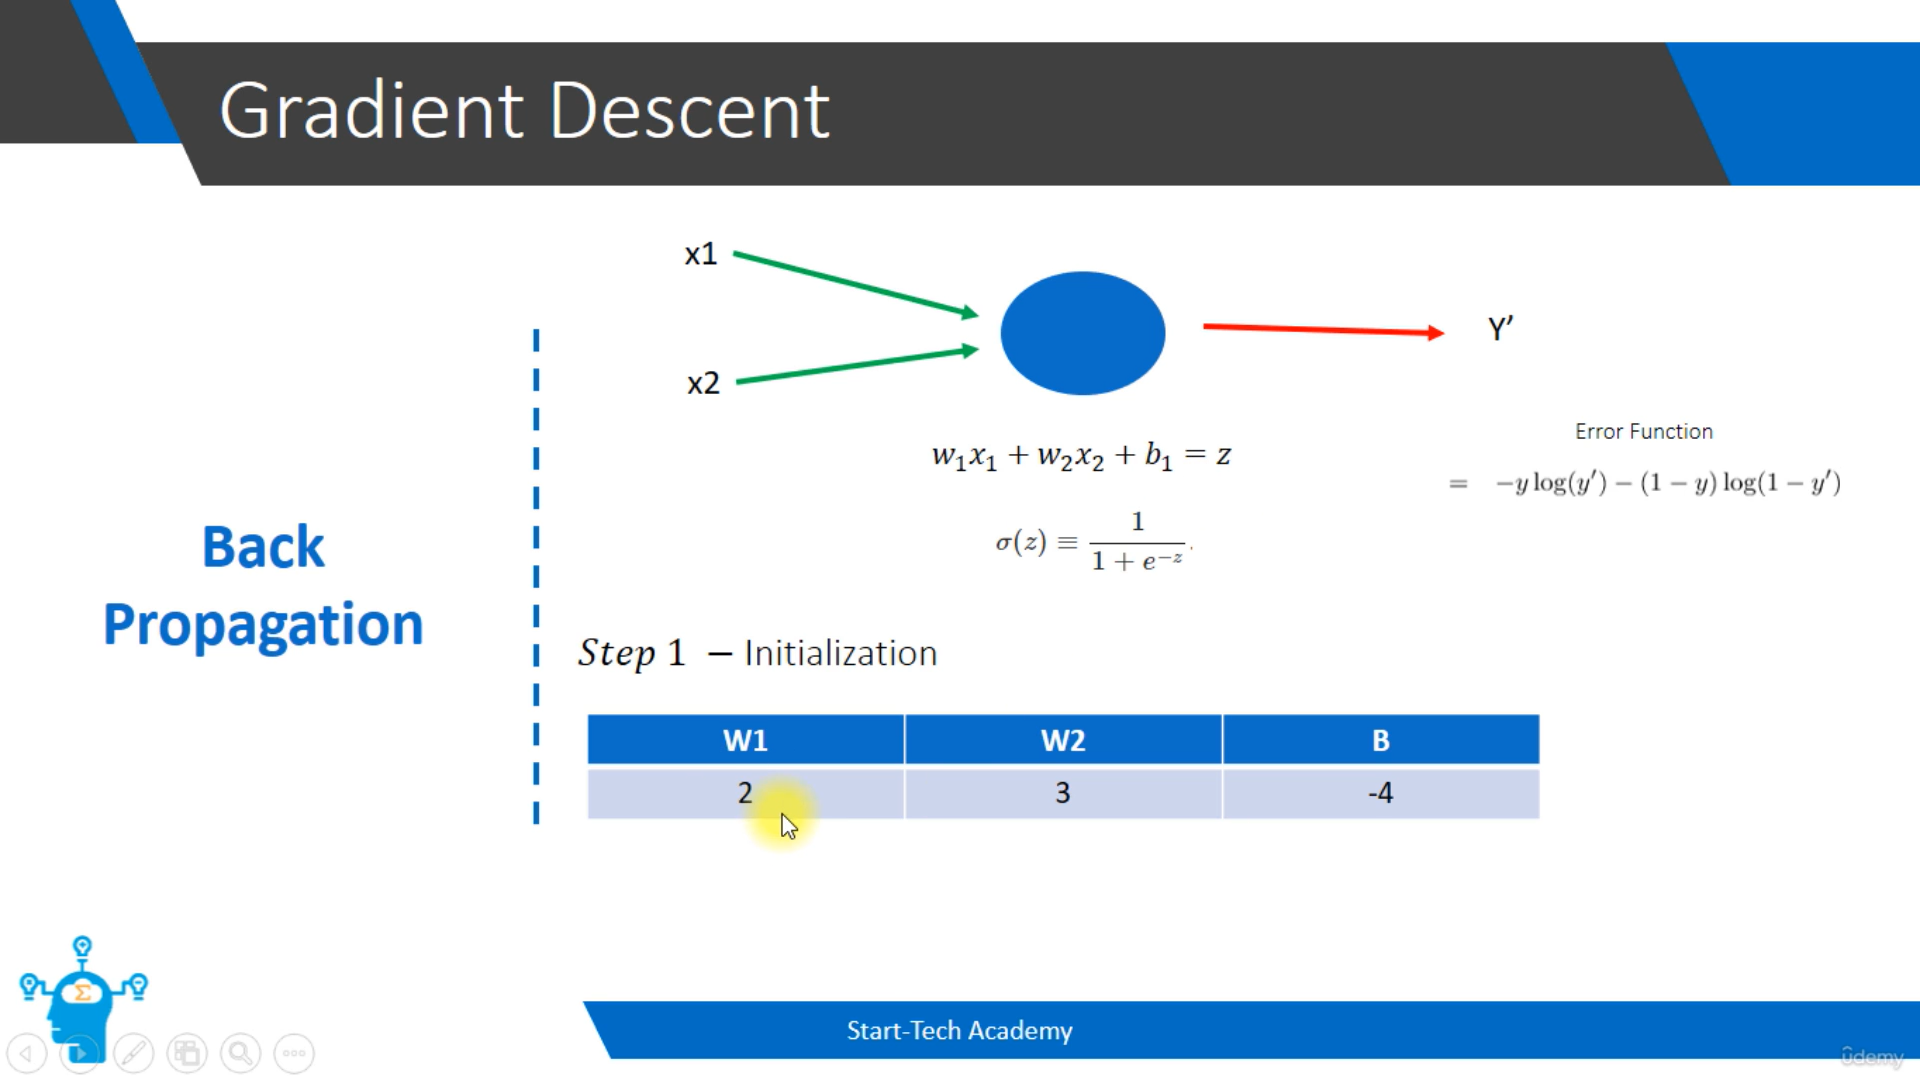 Gradient Descent
x1
x2
Y’
w₁x₁ + w₂x₂ + b₁ = z
σ(z) ≡ 1 / (1 + e⁻ᶻ).
Error Function
= −y log(y′) − (1 − y) log(1 − y′)
Back
Propagation
Step 1 – Initialization
W1 W2 B
2 3 -4
Σ
Start-Tech Academy
ûdemy